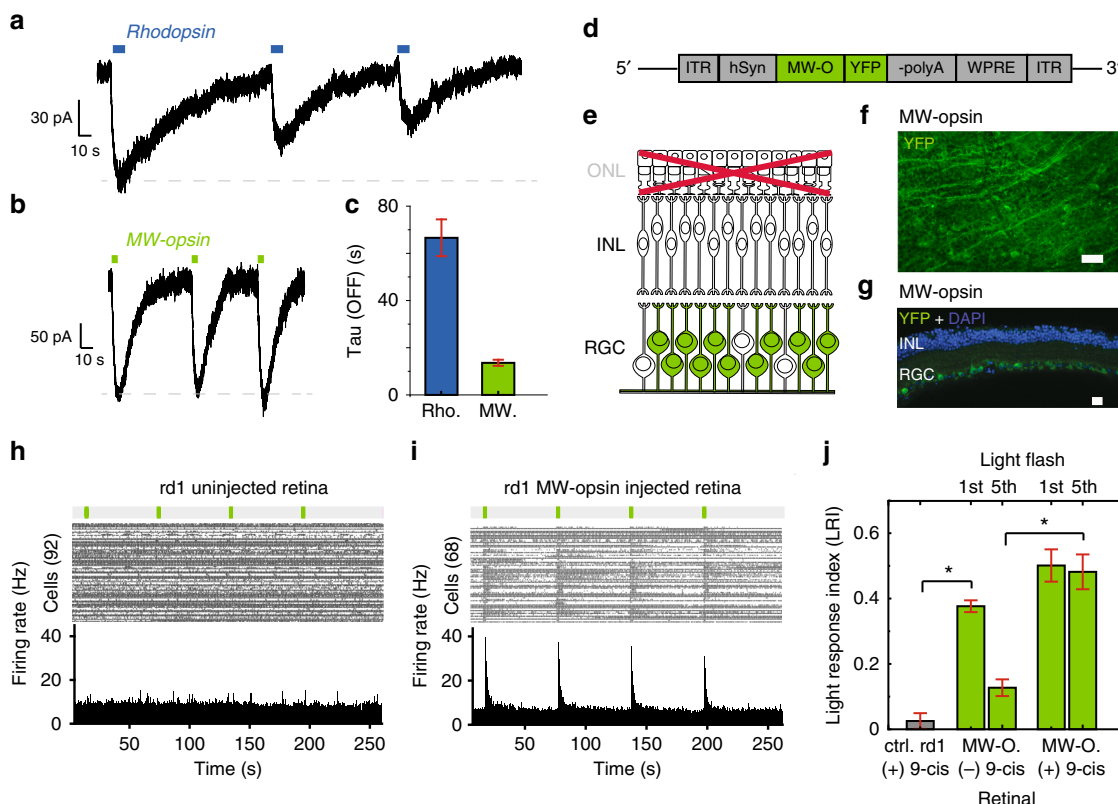 a
Rhodopsin
30 pA
10 s
b
MW-opsin
50 pA
10 s
c
80
60
40
20
0
Tau (OFF) (s)
Rho.
MW.
d
5′
ITR
hSyn
MW-O
YFP
-polyA
WPRE
ITR
3′
e
ONL
INL
RGC
f
MW-opsin
YFP
g
MW-opsin
YFP + DAPI
INL
RGC
h
rd1 uninjected retina
Cells (92)
Firing rate (Hz)
40
20
0
50 100 150 200 250
Time (s)
i
rd1 MW-opsin injected retina
Cells (68)
Firing rate (Hz)
40
20
0
50 100 150 200 250
Time (s)
j
Light flash
1st 5th 1st 5th
Light response index (LRI)
0.6
0.4
0.2
0
*
*
ctrl. rd1 MW-O. MW-O.
(+) 9-cis (–) 9-cis (+) 9-cis
Retinal